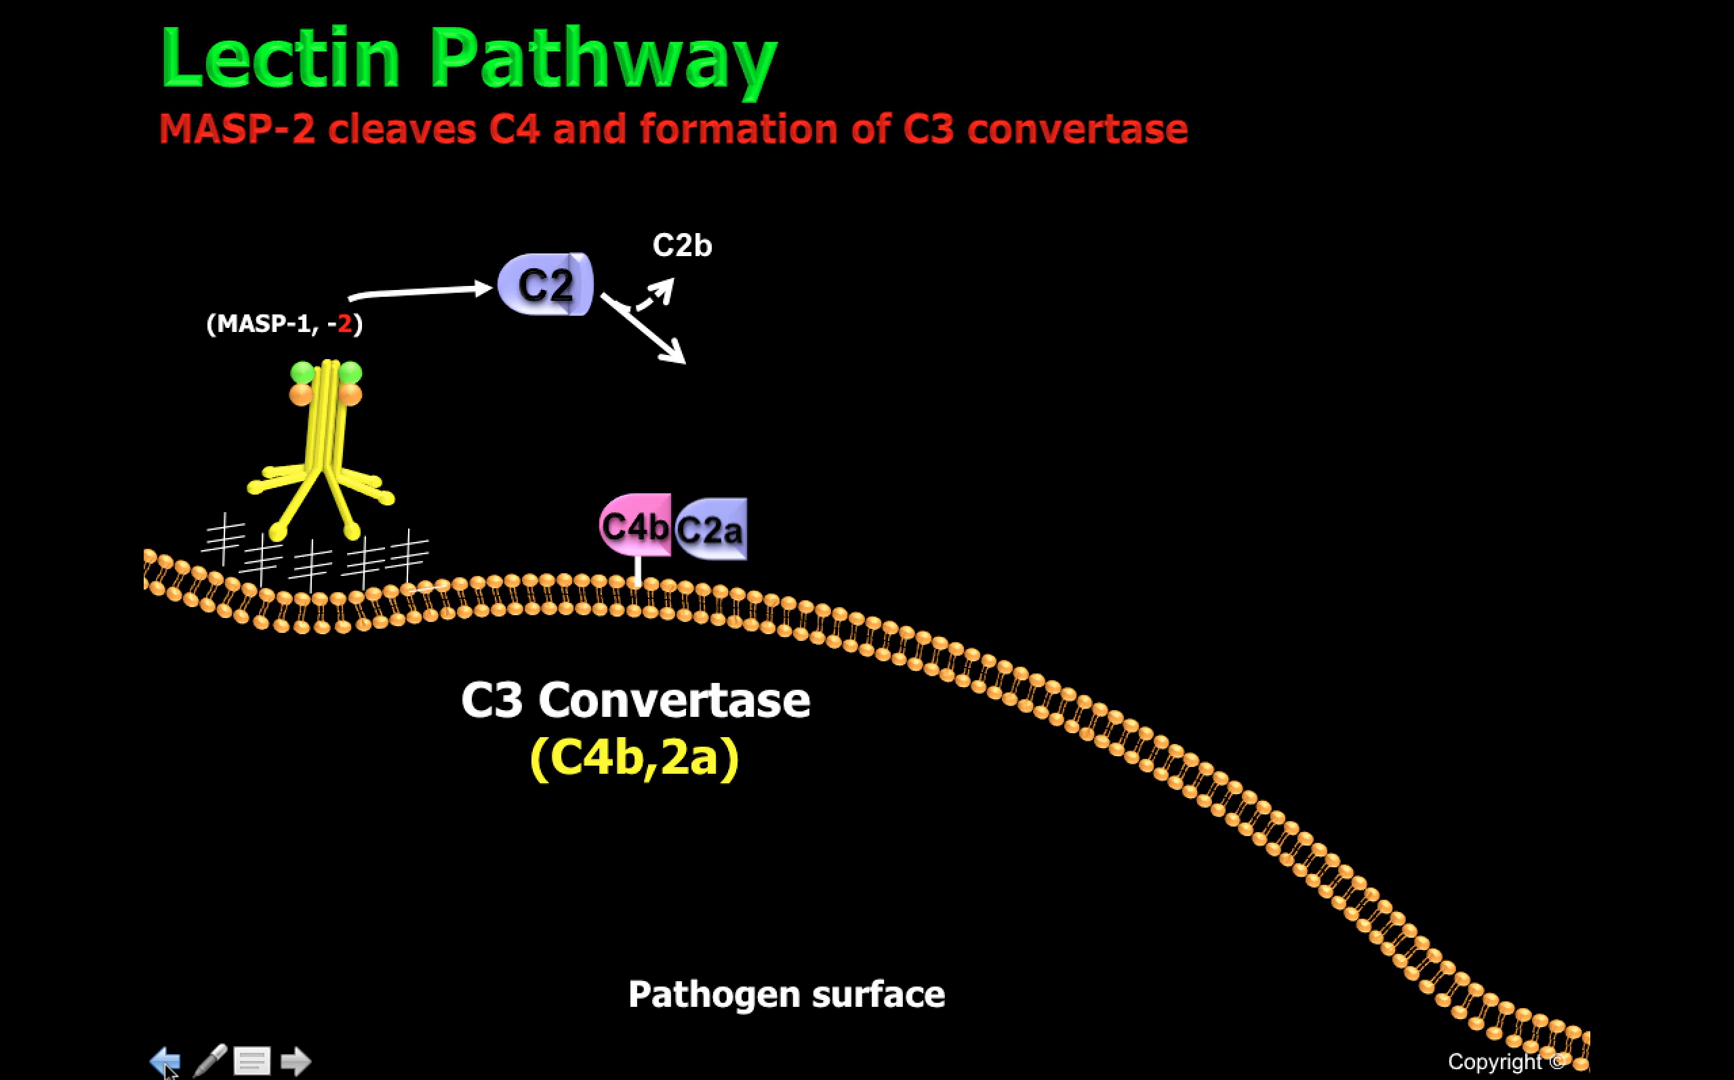 Lectin Pathway
MASP-2 cleaves C4 and formation of C3 convertase
C2b
C2
(MASP-1, -2)
C4b
C2a
C3 Convertase
(C4b,2a)
Pathogen surface
Copyright ©